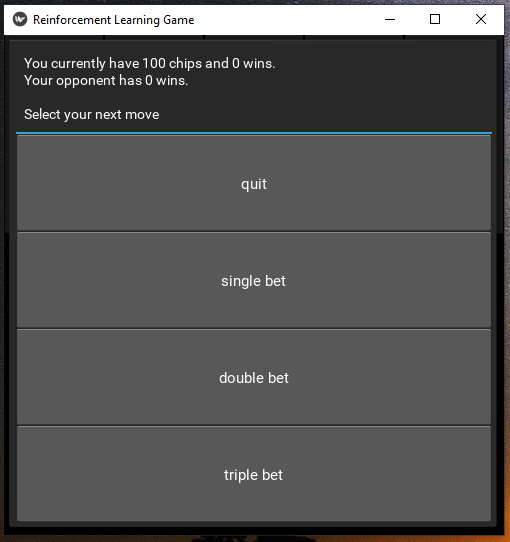 Reinforcement Learning Game
You currently have 100 chips and 0 wins.
Your opponent has 0 wins.
Select your next move
quit
single bet
double bet
triple bet